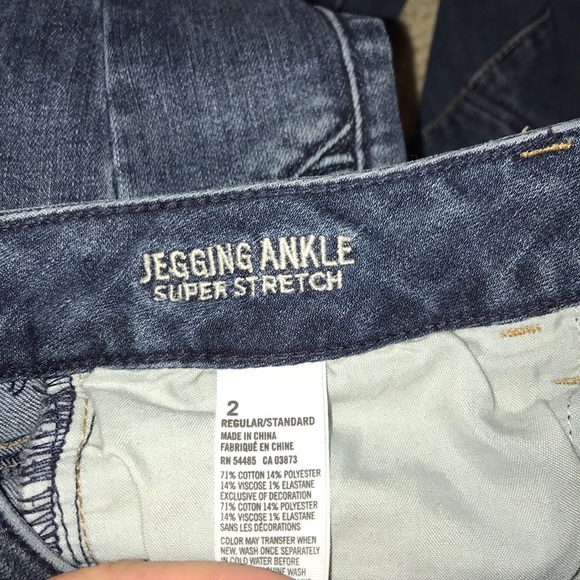 JEGGING ANKLE
SUPER STRETCH
2
REGULAR/STANDARD
MADE IN CHINA
FABRIQUÉ EN CHINE
RN 54485 CA 03873
71% COTTON 14% POLYESTER
14% VISCOSE 1% ELASTANE
EXCLUSIVE OF DECORATION
71% COTON 14% POLYESTER
14% VISCOSE 1% ELASTANE
SANS LES DÉCORATIONS
COLOR MAY TRANSFER WHEN
NEW. WASH ONCE SEPARATELY
IN COLD WATER BEFORE
WASH